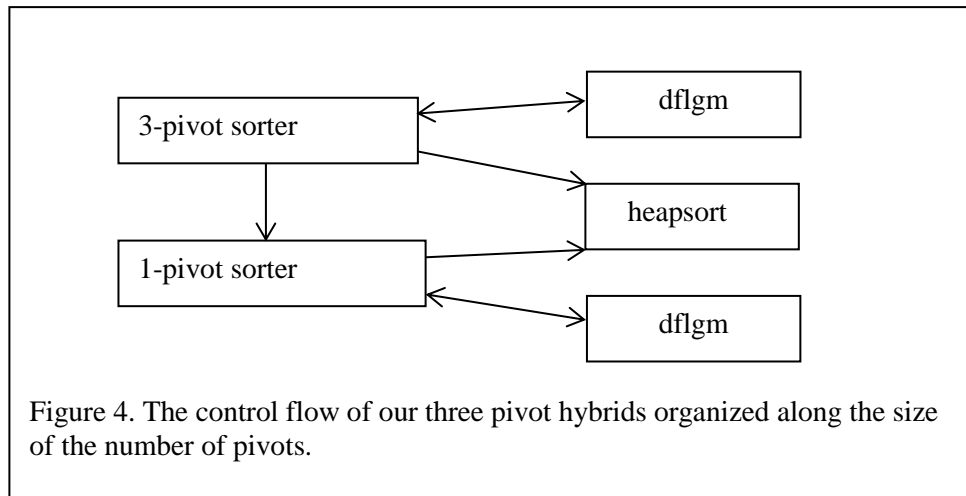 dflgm
3-pivot sorter
heapsort
1-pivot sorter
dflgm
Figure 4. The control flow of our three pivot hybrids organized along the size
of the number of pivots.